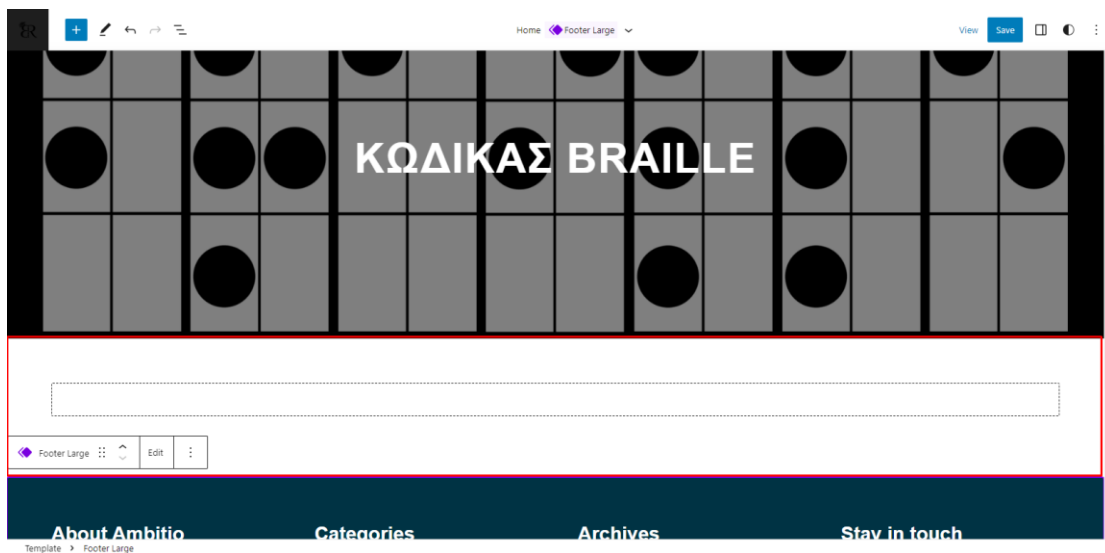 Home Footer Large
View Save
ΚΩΔΙΚΑΣ BRAILLE
Footer Large Edit
About Ambitio Categories Archives Stay in touch
Template > Footer Large